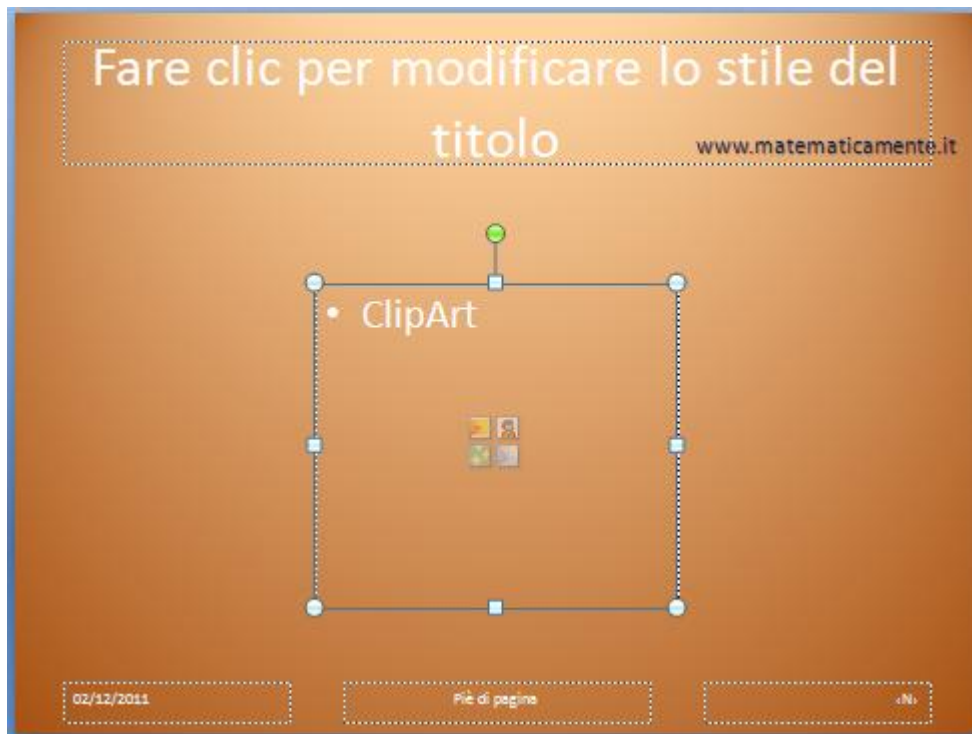 Fare clic per modificare lo stile del
titolo
www.matematicamente.it
• ClipArt
02/12/2011
Piè di pagina
‹N›